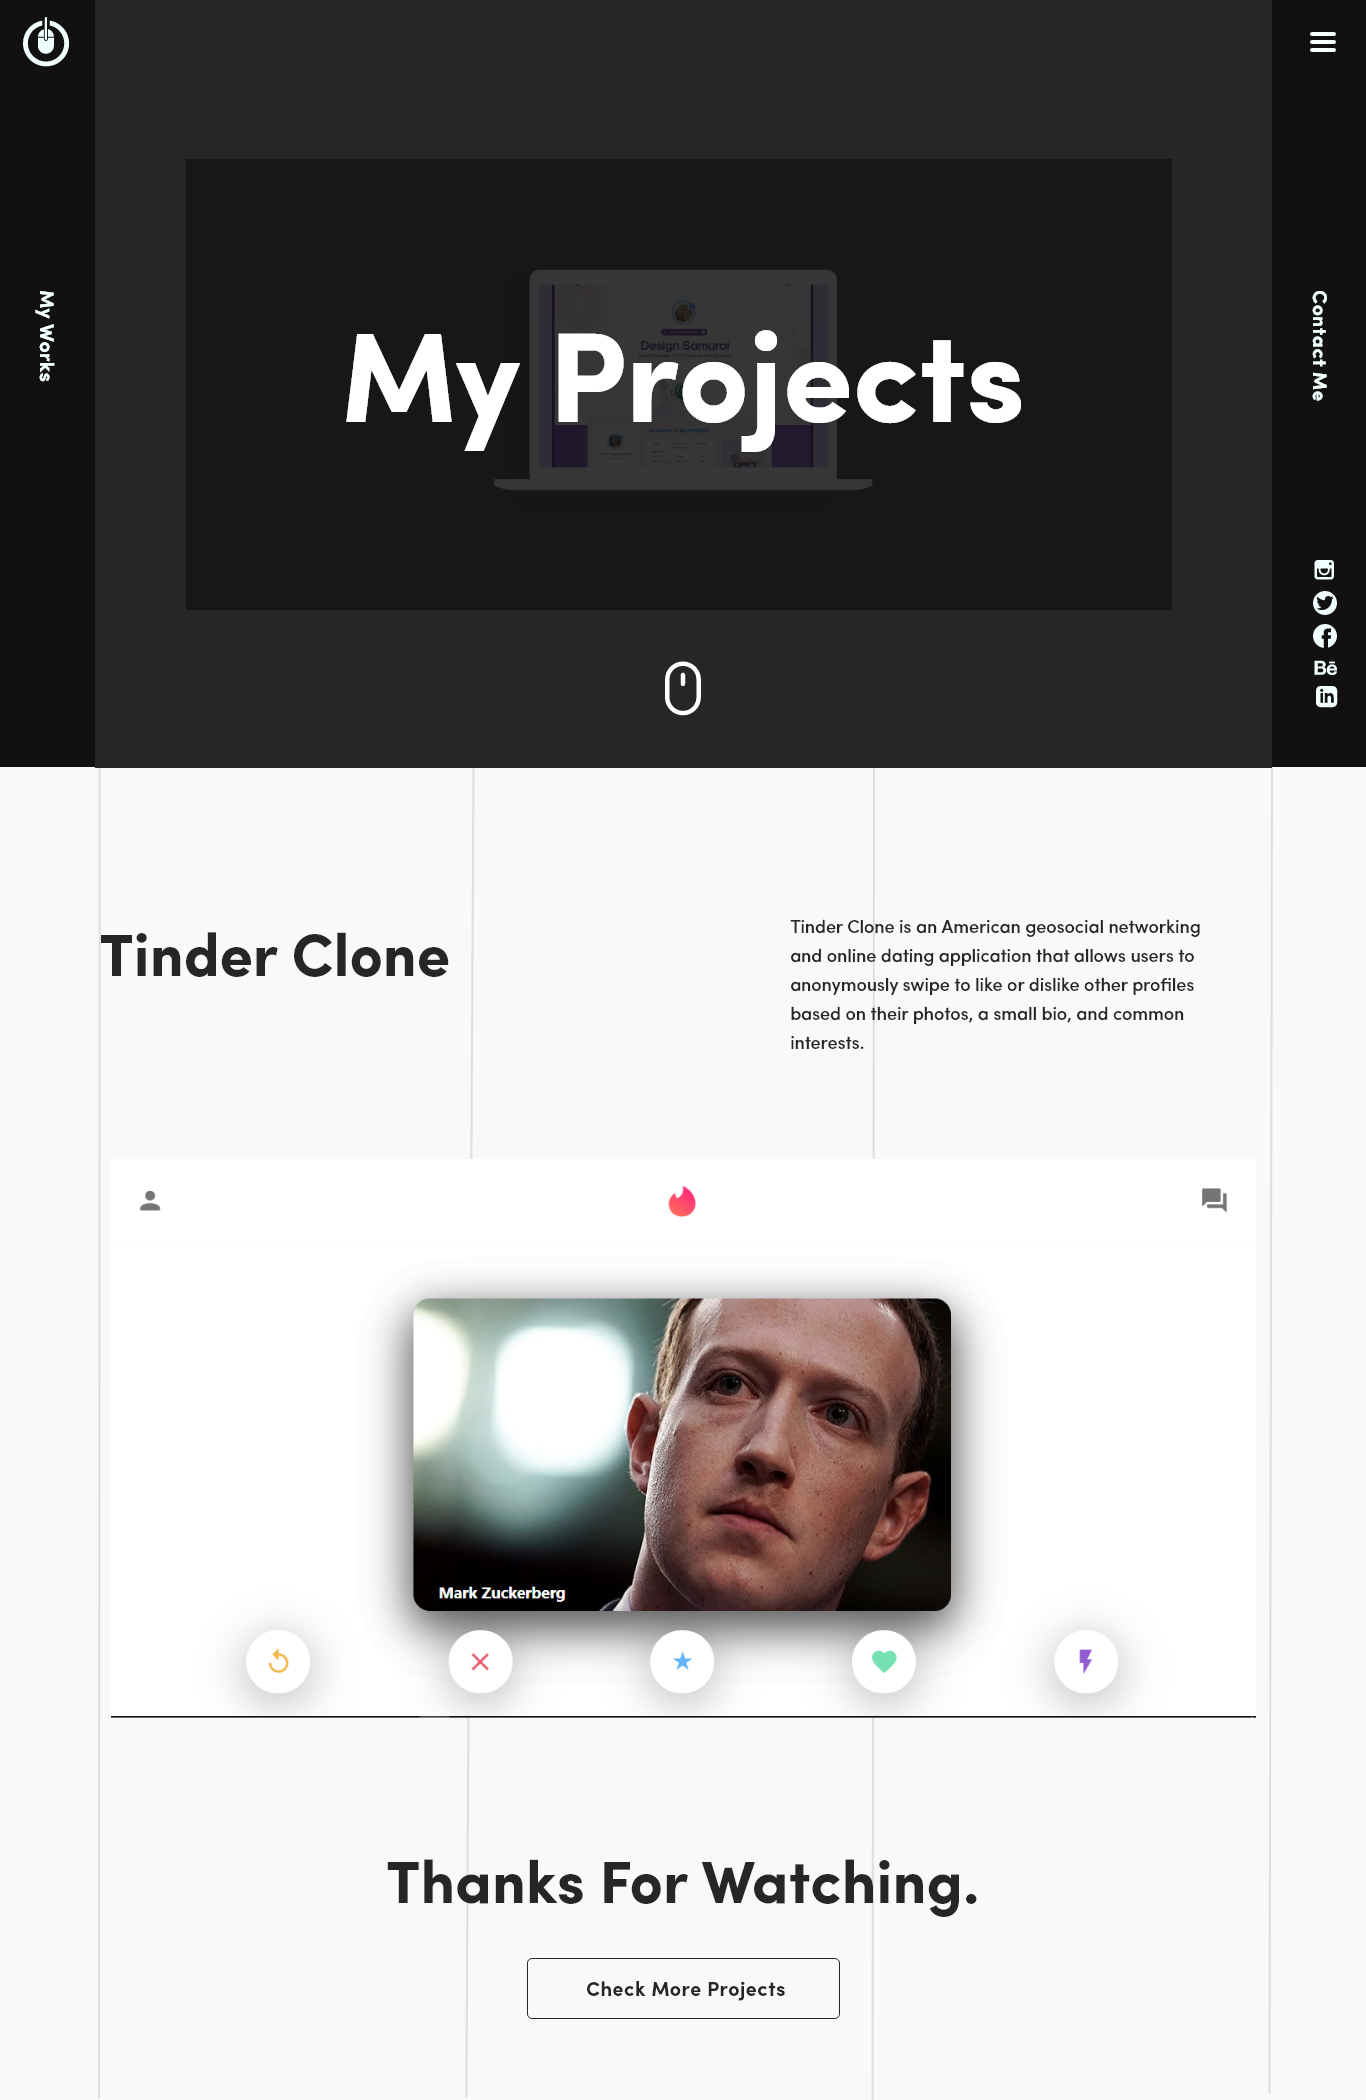 My Works
Contact Me
Design Samurai
My Projects
Bē
in
Tinder Clone
Tinder Clone is an American geosocial networking
and online dating application that allows users to
anonymously swipe to like or dislike other profiles
based on their photos, a small bio, and common
interests.
Mark Zuckerberg
Thanks For Watching.
Check More Projects